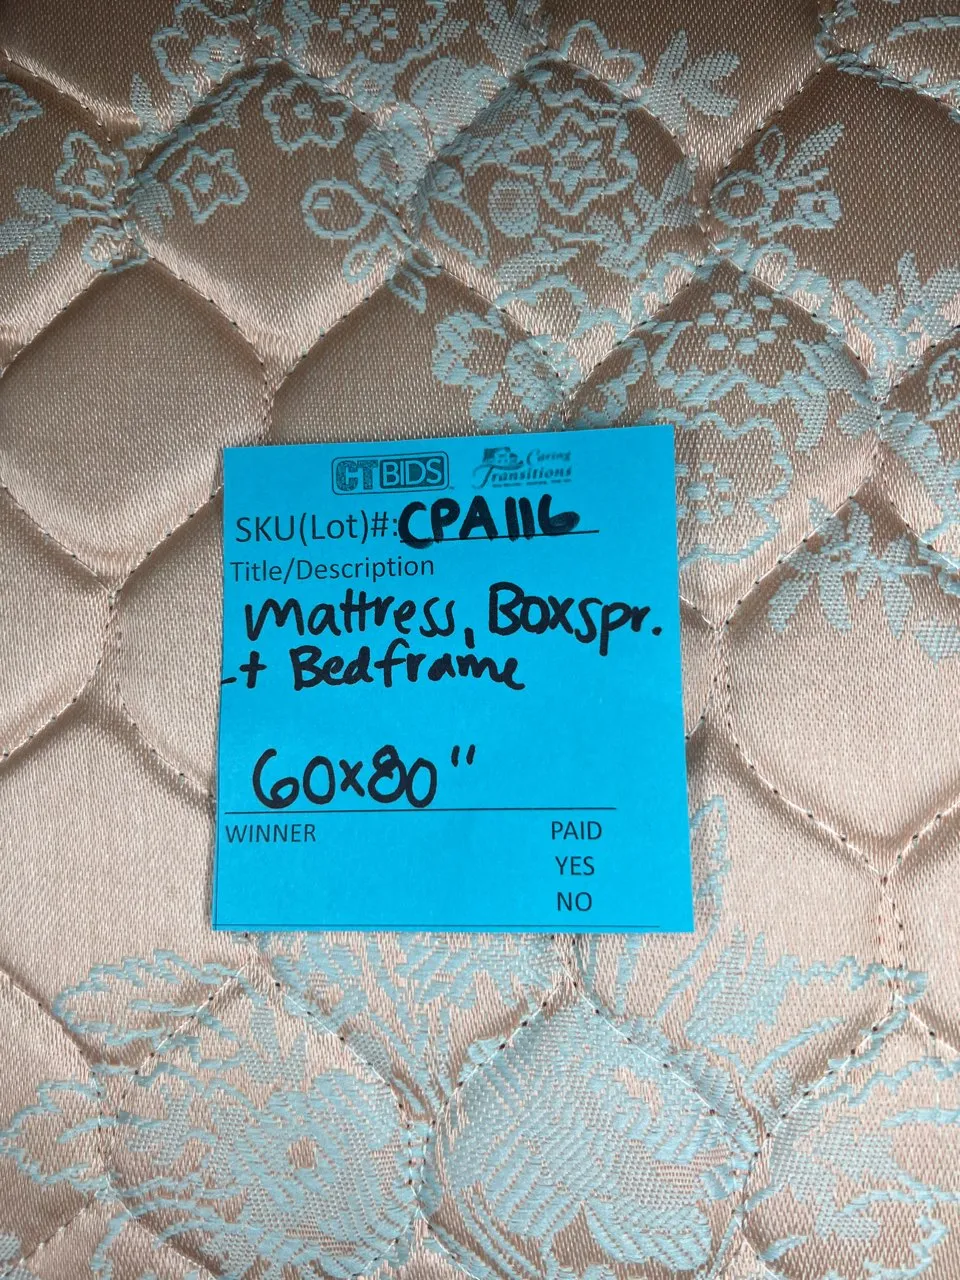 CTBIDS
Caring Transitions
SKU(Lot)#: CPA116
Title/Description
Mattress, Boxspr.
+ Bedframe
60x80"
WINNER PAID
YES
NO